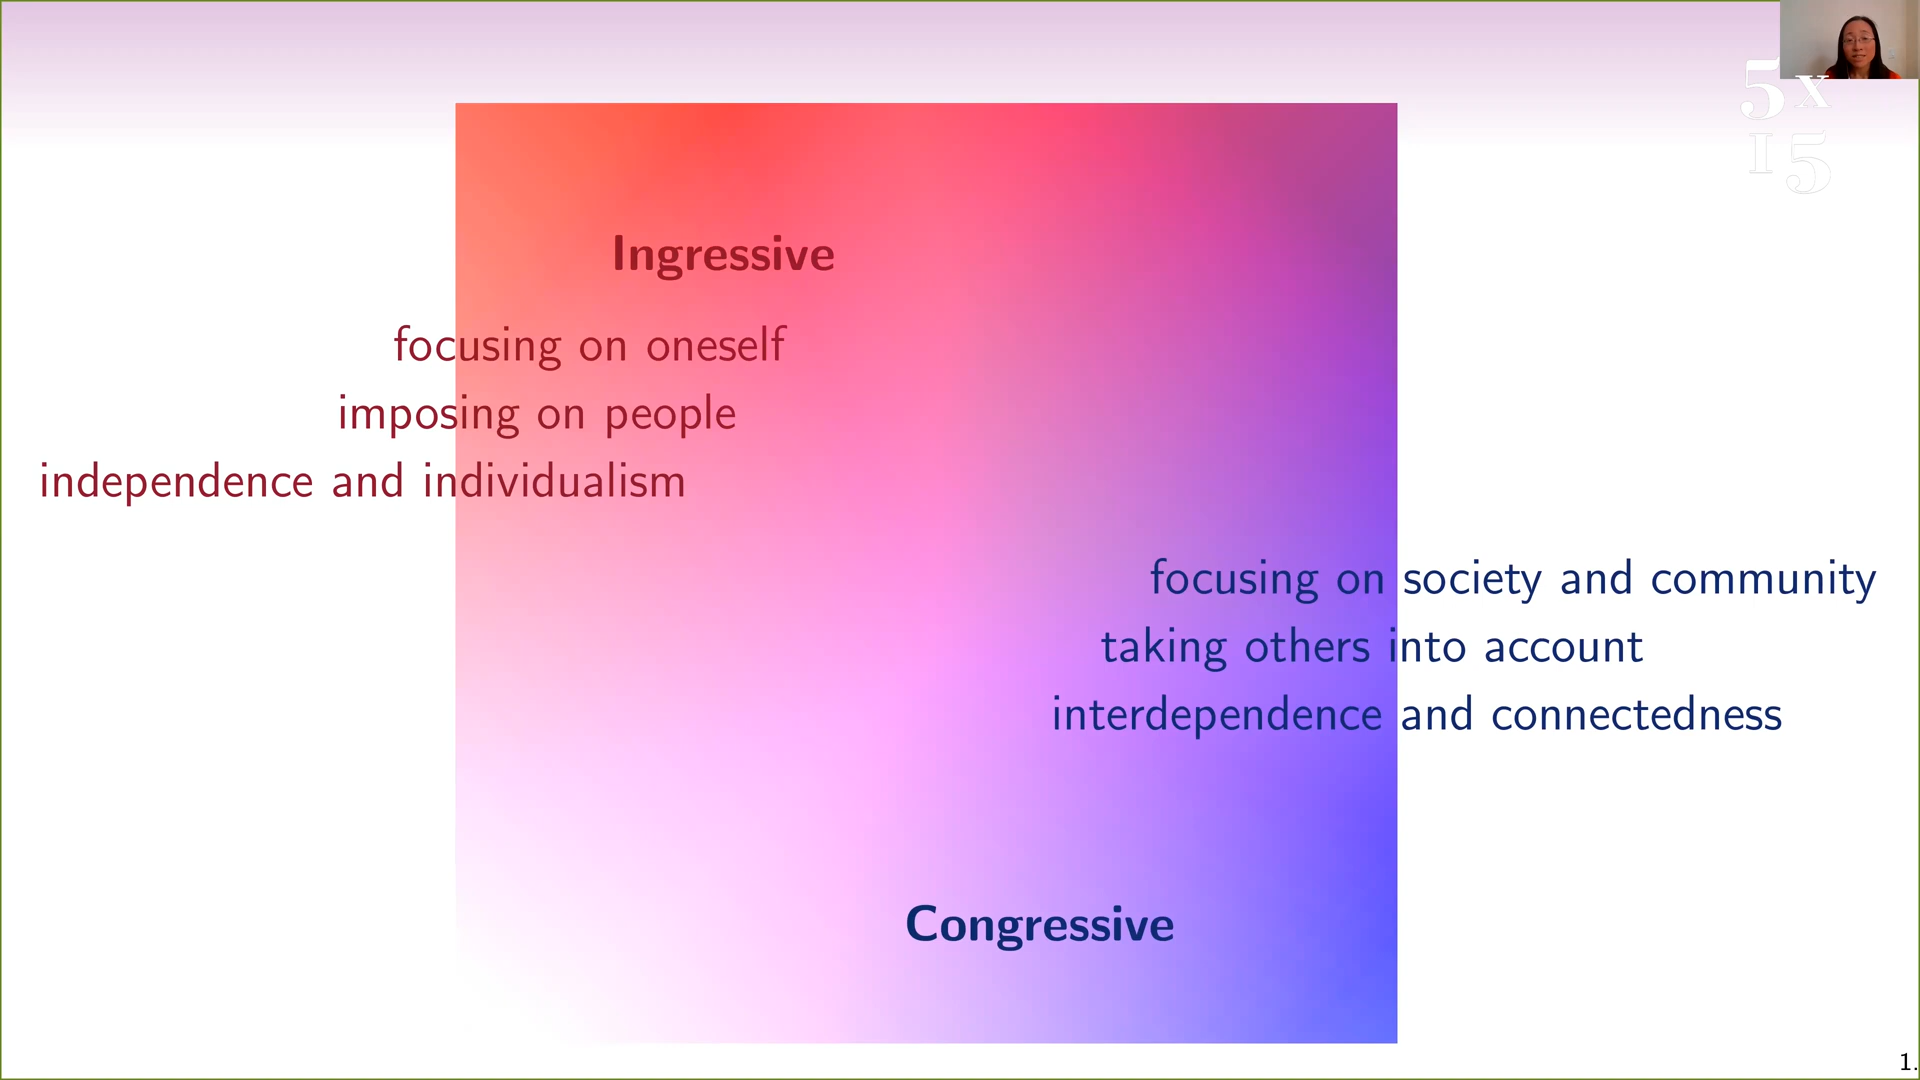 5x
15
Ingressive
focusing on oneself
imposing on people
independence and individualism
focusing on society and community
taking others into account
interdependence and connectedness
Congressive
1.